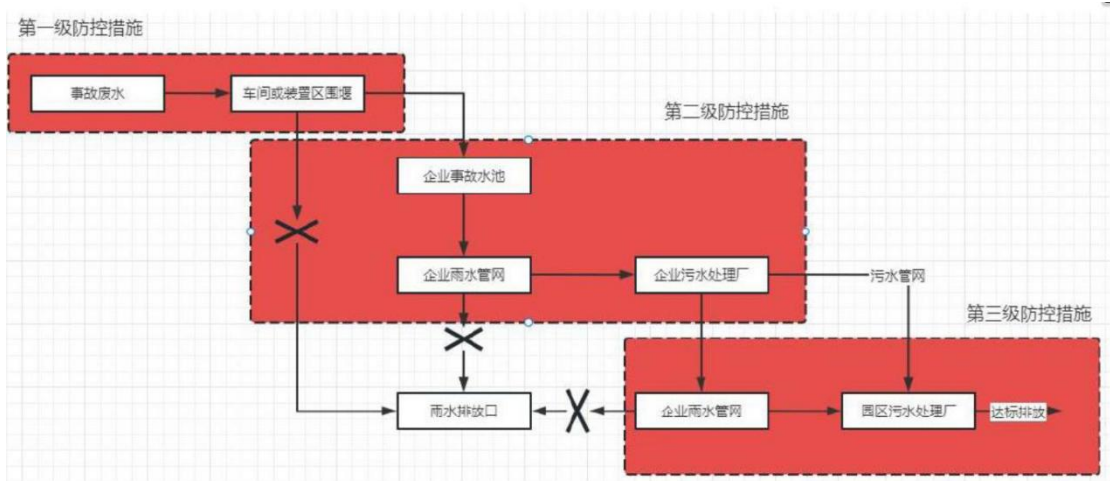 第一级防控措施
事故废水
车间或装置区围堰
第二级防控措施
企业事故水池
企业雨水管网
企业污水处理厂
污水管网
第三级防控措施
雨水排放口
企业雨水管网
园区污水处理厂
达标排放